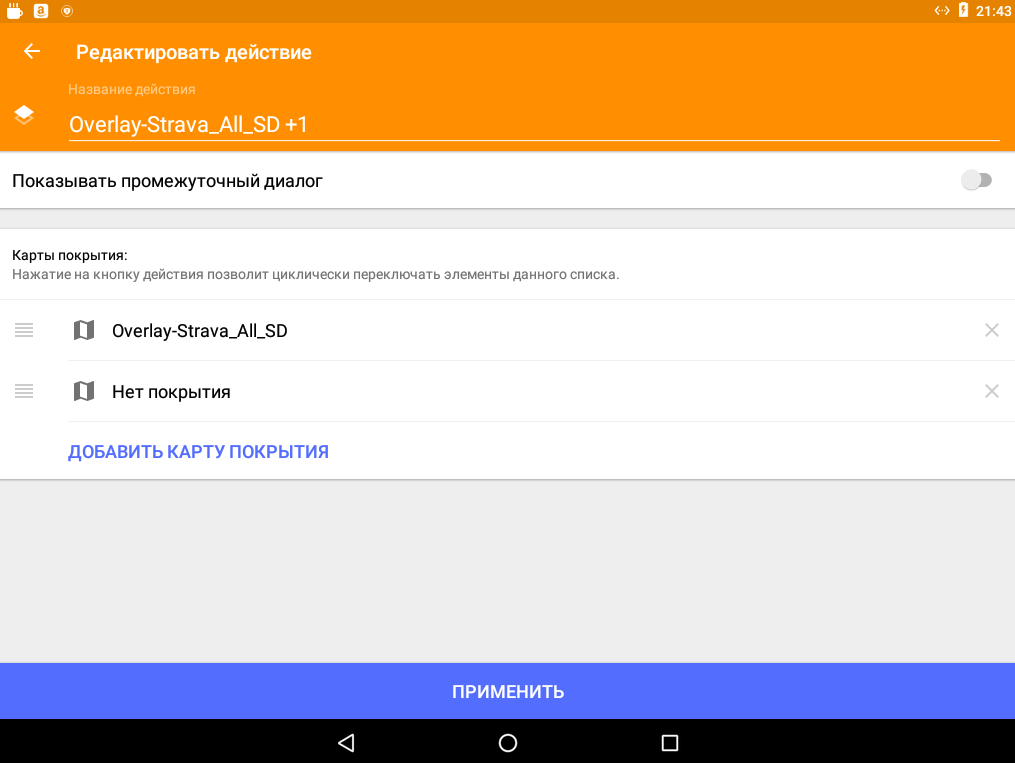 21:43
Редактировать действие
Название действия
Overlay-Strava_All_SD +1
Показывать промежуточный диалог
Карты покрытия:
Нажатие на кнопку действия позволит циклически переключать элементы данного списка.
Overlay-Strava_All_SD
Нет покрытия
ДОБАВИТЬ КАРТУ ПОКРЫТИЯ
ПРИМЕНИТЬ